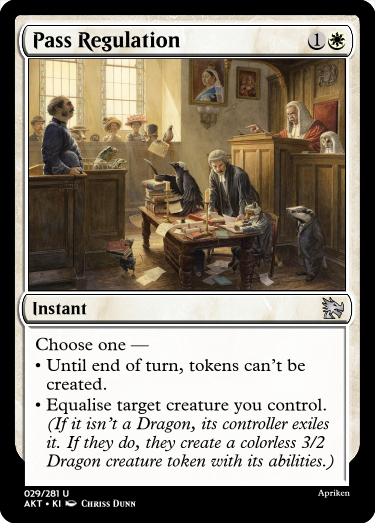 Pass Regulation 1
Instant
Choose one —
• Until end of turn, tokens can't be
created.
• Equalise target creature you control.
(If it isn't a Dragon, its controller exiles
it. If they do, they create a colorless 3/2
Dragon creature token with its abilities.)
029/281 U
Apriken
AKT • KI Chriss Dunn